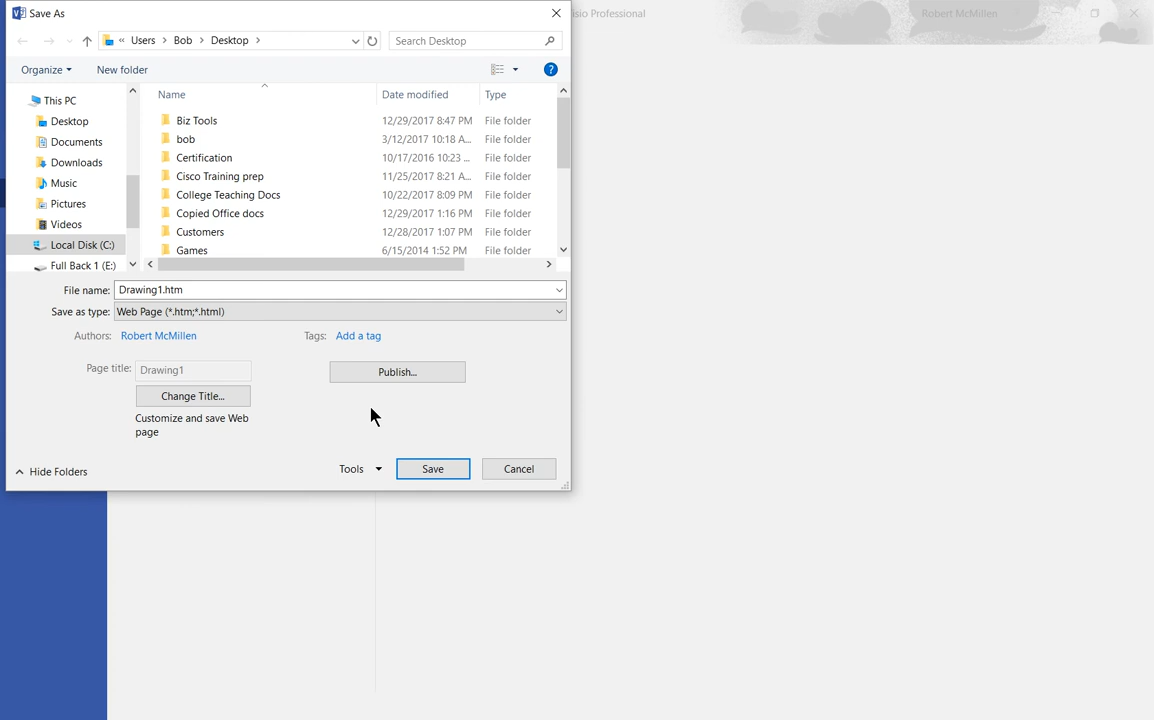 Save As
isio Professional
Robert McMillen
« Users > Bob > Desktop >
Search Desktop
Organize
New folder
?
Name
Date modified
Type
This PC
Desktop
Documents
Downloads
Music
Pictures
Videos
Local Disk (C:)
Full Back 1 (E:)
Biz Tools 12/29/2017 8:47 PM File folder
bob 3/12/2017 10:18 A... File folder
Certification 10/17/2016 10:23 ... File folder
Cisco Training prep 11/25/2017 8:21 A... File folder
College Teaching Docs 10/22/2017 8:09 PM File folder
Copied Office docs 12/29/2017 1:16 PM File folder
Customers 12/28/2017 1:07 PM File folder
Games 6/15/2014 1:52 PM File folder
File name: Drawing1.htm
Save as type: Web Page (*.htm;*.html)
Authors: Robert McMillen
Tags: Add a tag
Page title: Drawing1
Publish...
Change Title...
Customize and save Web
page
Hide Folders
Tools
Save
Cancel